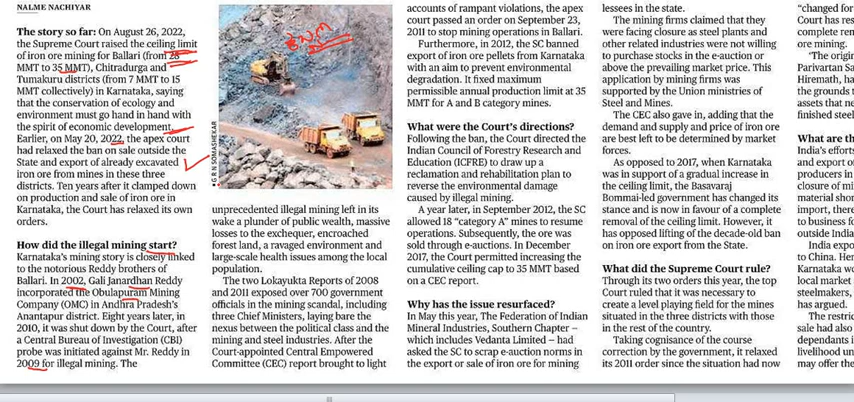 NALME NACHIYAR
The story so far: On August 26, 2022,
the Supreme Court raised the ceiling limit
of iron ore mining for Ballari (from 28
MMT to 35 MMT), Chitradurga and
Tumakuru districts (from 7 MMT to 15
MMT collectively) in Karnataka, saying
that the conservation of ecology and
environment must go hand in hand with
the spirit of economic development.
Earlier, on May 20, 2022, the apex court
had relaxed the ban on sale outside the
State and export of already excavated
iron ore from mines in these three
districts. Ten years after it clamped down
on production and sale of iron ore in
Karnataka, the Court has relaxed its own
orders.
How did the illegal mining start?
Karnataka's mining story is closely linked
to the notorious Reddy brothers of
Ballari. In 2002, Gali Janardhan Reddy
incorporated the Obulapuram Mining
Company (OMC) in Andhra Pradesh's
Anantapur district. Eight years later, in
2010, it was shut down by the Court, after
a Central Bureau of Investigation (CBI)
probe was initiated against Mr. Reddy in
2009 for illegal mining. The
G R N SOMASHEKAR
unprecedented illegal mining left in its
wake a plunder of public wealth, massive
losses to the exchequer, encroached
forest land, a ravaged environment and
large-scale health issues among the local
population.
The two Lokayukta Reports of 2008
and 2011 exposed over 700 government
officials in the mining scandal, including
three Chief Ministers, laying bare the
nexus between the political class and the
mining and steel industries. After the
Court-appointed Central Empowered
Committee (CEC) report brought to light
accounts of rampant violations, the apex
court passed an order on September 23,
2011 to stop mining operations in Ballari.
Furthermore, in 2012, the SC banned
export of iron ore pellets from Karnataka
with an aim to prevent environmental
degradation. It fixed maximum
permissible annual production limit at 35
MMT for A and B category mines.
What were the Court's directions?
Following the ban, the Court directed the
Indian Council of Forestry Research and
Education (ICFRE) to draw up a
reclamation and rehabilitation plan to
reverse the environmental damage
caused by illegal mining.
A year later, in September 2012, the SC
allowed 18 “category A” mines to resume
operations. Subsequently, the ore was
sold through e-auctions. In December
2017, the Court permitted increasing the
cumulative ceiling cap to 35 MMT based
on a CEC report.
Why has the issue resurfaced?
In May this year, The Federation of Indian
Mineral Industries, Southern Chapter –
which includes Vedanta Limited – had
asked the SC to scrap e-auction norms in
the export or sale of iron ore for mining
lessees in the state.
The mining firms claimed that they
were facing closure as steel plants and
other related industries were not willing
to purchase stocks in the e-auction or
above the prevailing market price. This
application by mining firms was
supported by the Union ministries of
Steel and Mines.
The CEC also gave in, adding that the
demand and supply and price of iron ore
are best left to be determined by market
forces.
As opposed to 2017, when Karnataka
was in support of a gradual increase in
the ceiling limit, the Basavaraj
Bommai-led government has changed its
stance and is now in favour of a complete
removal of the ceiling limit. However, it
has opposed lifting of the decade-old ban
on iron ore export from the State.
What did the Supreme Court rule?
Through its two orders this year, the top
Court ruled that it was necessary to
create a level playing field for the mines
situated in the three districts with those
in the rest of the country.
Taking cognisance of the course
correction by the government, it relaxed
its 2011 order since the situation had now
“changed for
Court has res
complete rem
ore mining.
“The origin
Parivartan Sa
Hiremath, ha
the grounds t
assets that ne
finished steel
What are th
India's efforts
and export o
producers in
closure of mi
material shor
import, there
to business fo
outside India
India expo
to China. Her
Karnataka wo
local market
steelmakers,
has argued.
The restric
sale had also
dependants i
livelihood un
may offer the